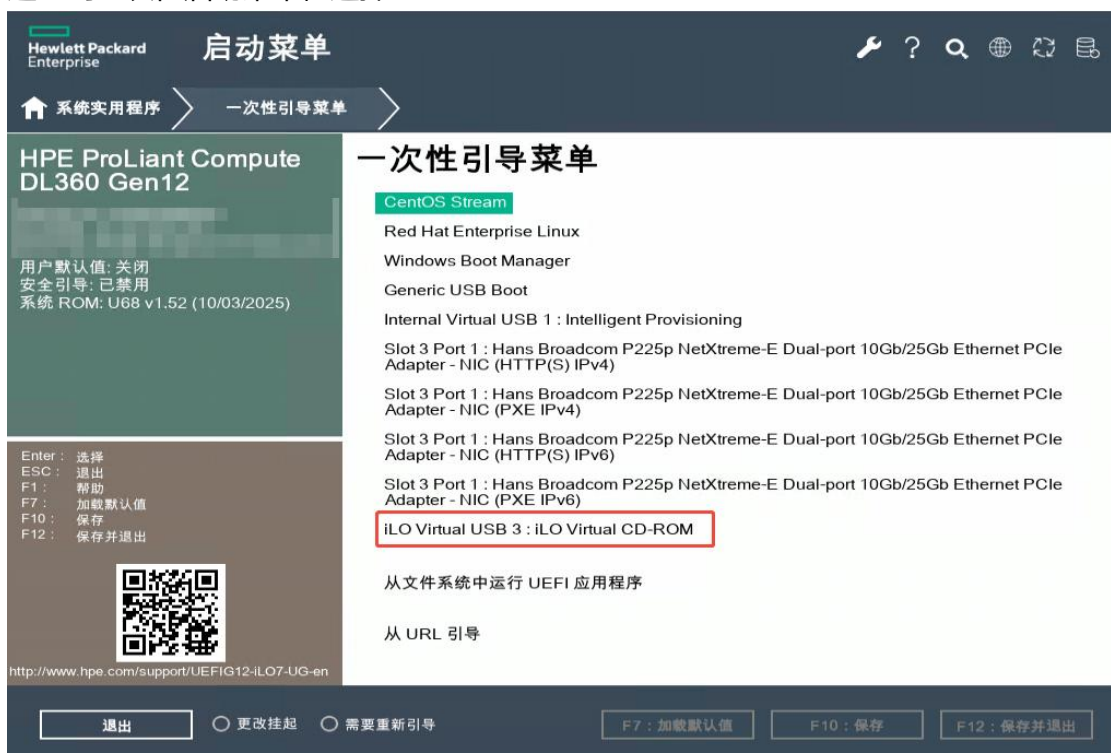 Hewlett Packard
Enterprise
启动菜单
系统实用程序
一次性引导菜单
HPE ProLiant Compute
DL360 Gen12
用户默认值: 关闭
安全引导: 已禁用
系统 ROM: U68 v1.52 (10/03/2025)
Enter : 选择
ESC : 退出
F1 : 帮助
F7 : 加载默认值
F10 : 保存
F12 : 保存并退出
http://www.hpe.com/support/UEFIG12-iLO7-UG-en
一次性引导菜单
CentOS Stream
Red Hat Enterprise Linux
Windows Boot Manager
Generic USB Boot
Internal Virtual USB 1 : Intelligent Provisioning
Slot 3 Port 1 : Hans Broadcom P225p NetXtreme-E Dual-port 10Gb/25Gb Ethernet PCIe
Adapter - NIC (HTTP(S) IPv4)
Slot 3 Port 1 : Hans Broadcom P225p NetXtreme-E Dual-port 10Gb/25Gb Ethernet PCIe
Adapter - NIC (PXE IPv4)
Slot 3 Port 1 : Hans Broadcom P225p NetXtreme-E Dual-port 10Gb/25Gb Ethernet PCIe
Adapter - NIC (HTTP(S) IPv6)
Slot 3 Port 1 : Hans Broadcom P225p NetXtreme-E Dual-port 10Gb/25Gb Ethernet PCIe
Adapter - NIC (PXE IPv6)
iLO Virtual USB 3 : iLO Virtual CD-ROM
从文件系统中运行 UEFI 应用程序
从 URL 引导
退出
更改挂起
需要重新引导
F7 : 加载默认值
F10 : 保存
F12 : 保存并退出